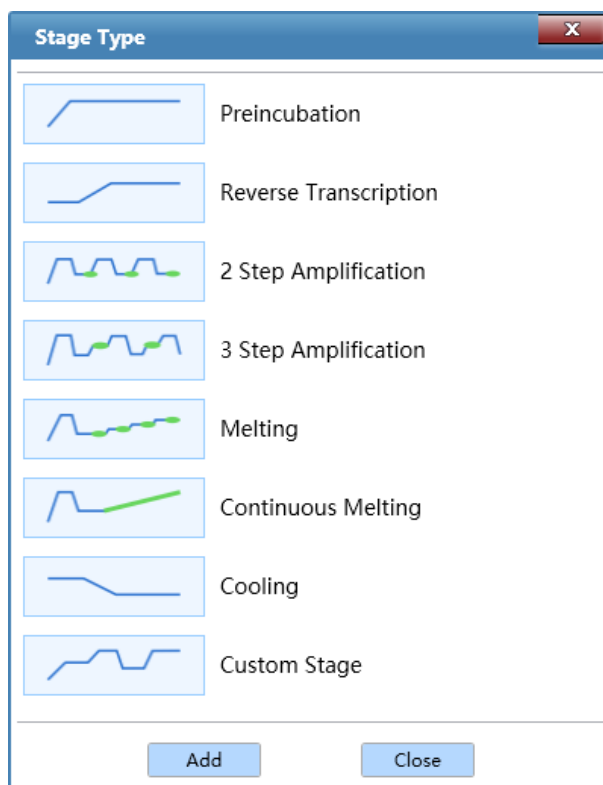 Stage Type
X
Preincubation
Reverse Transcription
2 Step Amplification
3 Step Amplification
Melting
Continuous Melting
Cooling
Custom Stage
Add
Close